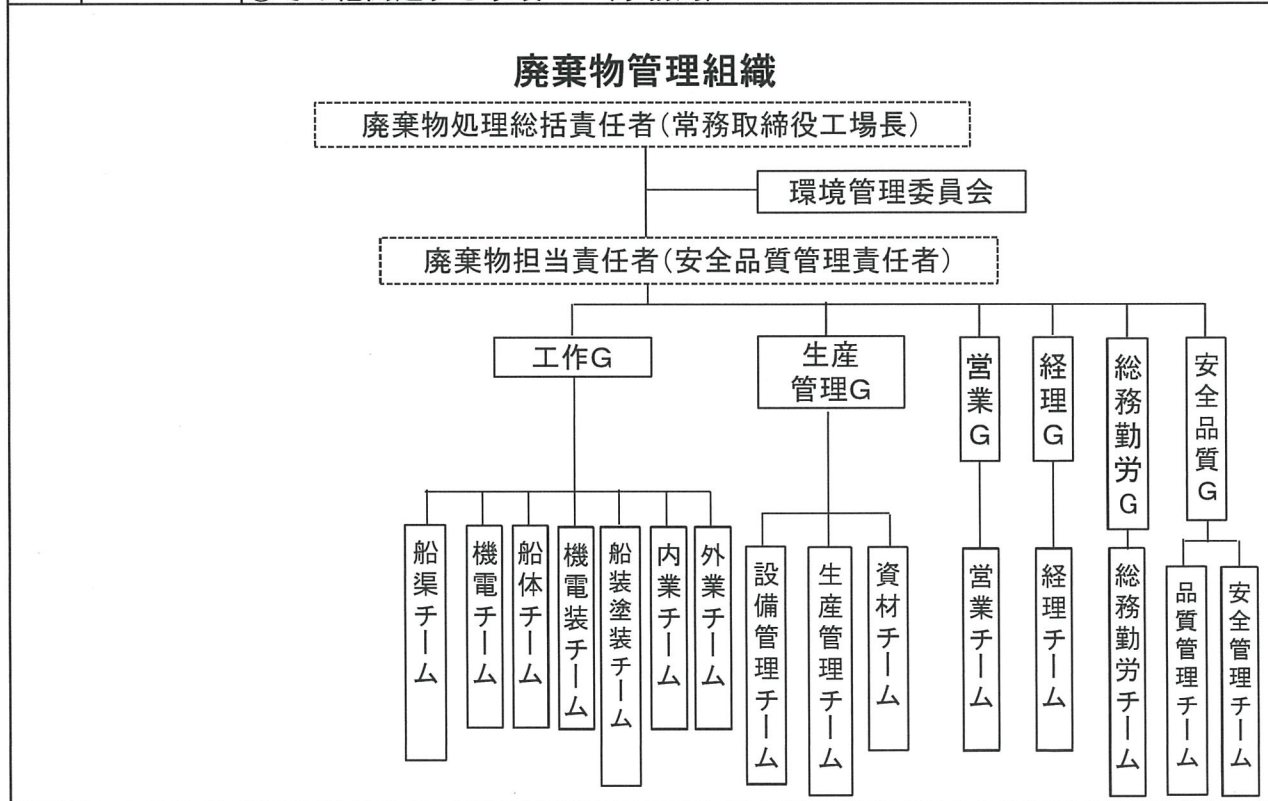 廃棄物管理組織
廃棄物処理総括責任者(常務取締役工場長)
環境管理委員会
廃棄物担当責任者(安全品質管理責任者)
工作G
生産
管理G
営業G
経理G
総務勤労G
安全品質G
船渠チーム
機電チーム
船体チーム
機電装チーム
船装塗装チーム
内業チーム
外業チーム
設備管理チーム
生産管理チーム
資材チーム
営業チーム
経理チーム
総務勤労チーム
品質管理チーム
安全管理チーム